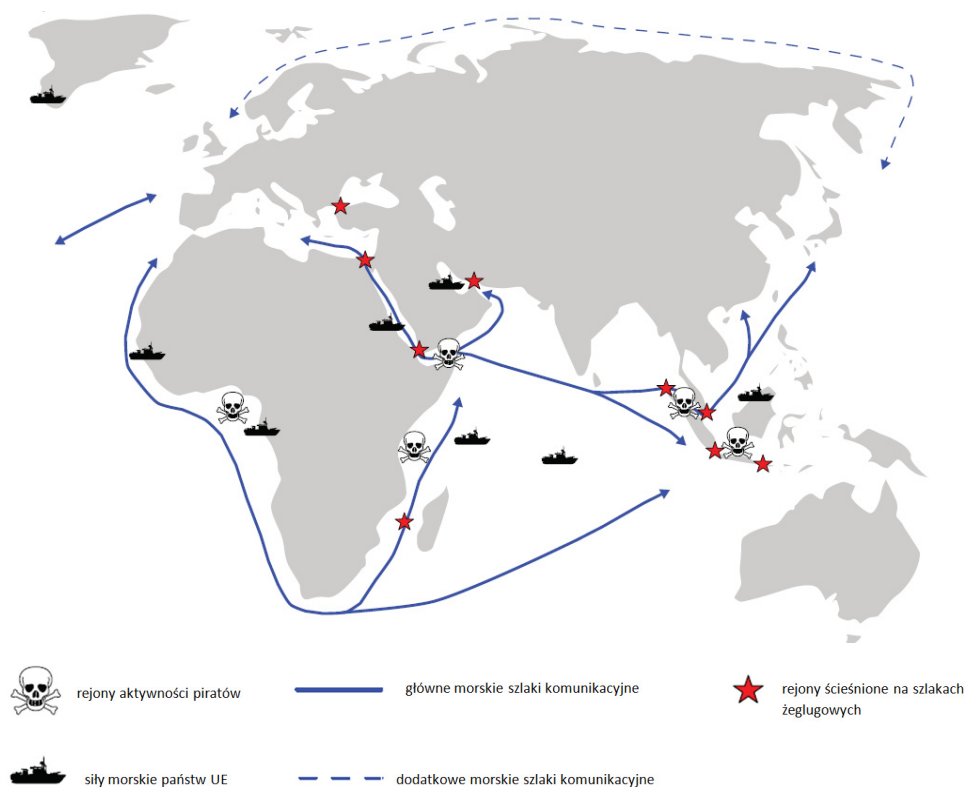 rejony aktywności piratów
główne morskie szlaki komunikacyjne
rejony ścieśnione na szlakach
żeglugowych
siły morskie państw UE
dodatkowe morskie szlaki komunikacyjne